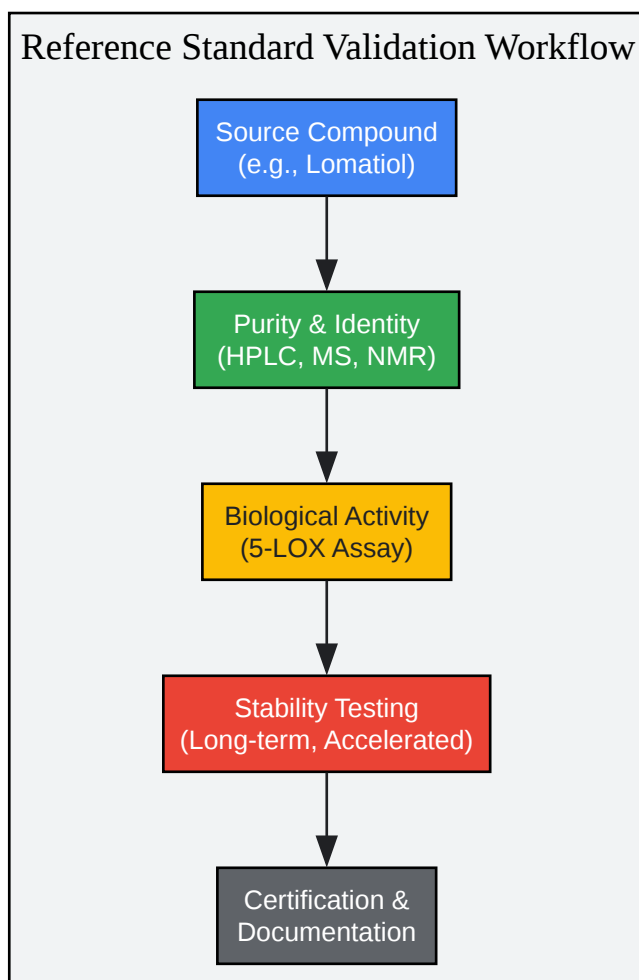 Reference Standard Validation Workflow
Source Compound
(e.g., Lomatiol)
Purity & Identity
(HPLC, MS, NMR)
Biological Activity
(5-LOX Assay)
Stability Testing
(Long-term, Accelerated)
Certification &
Documentation